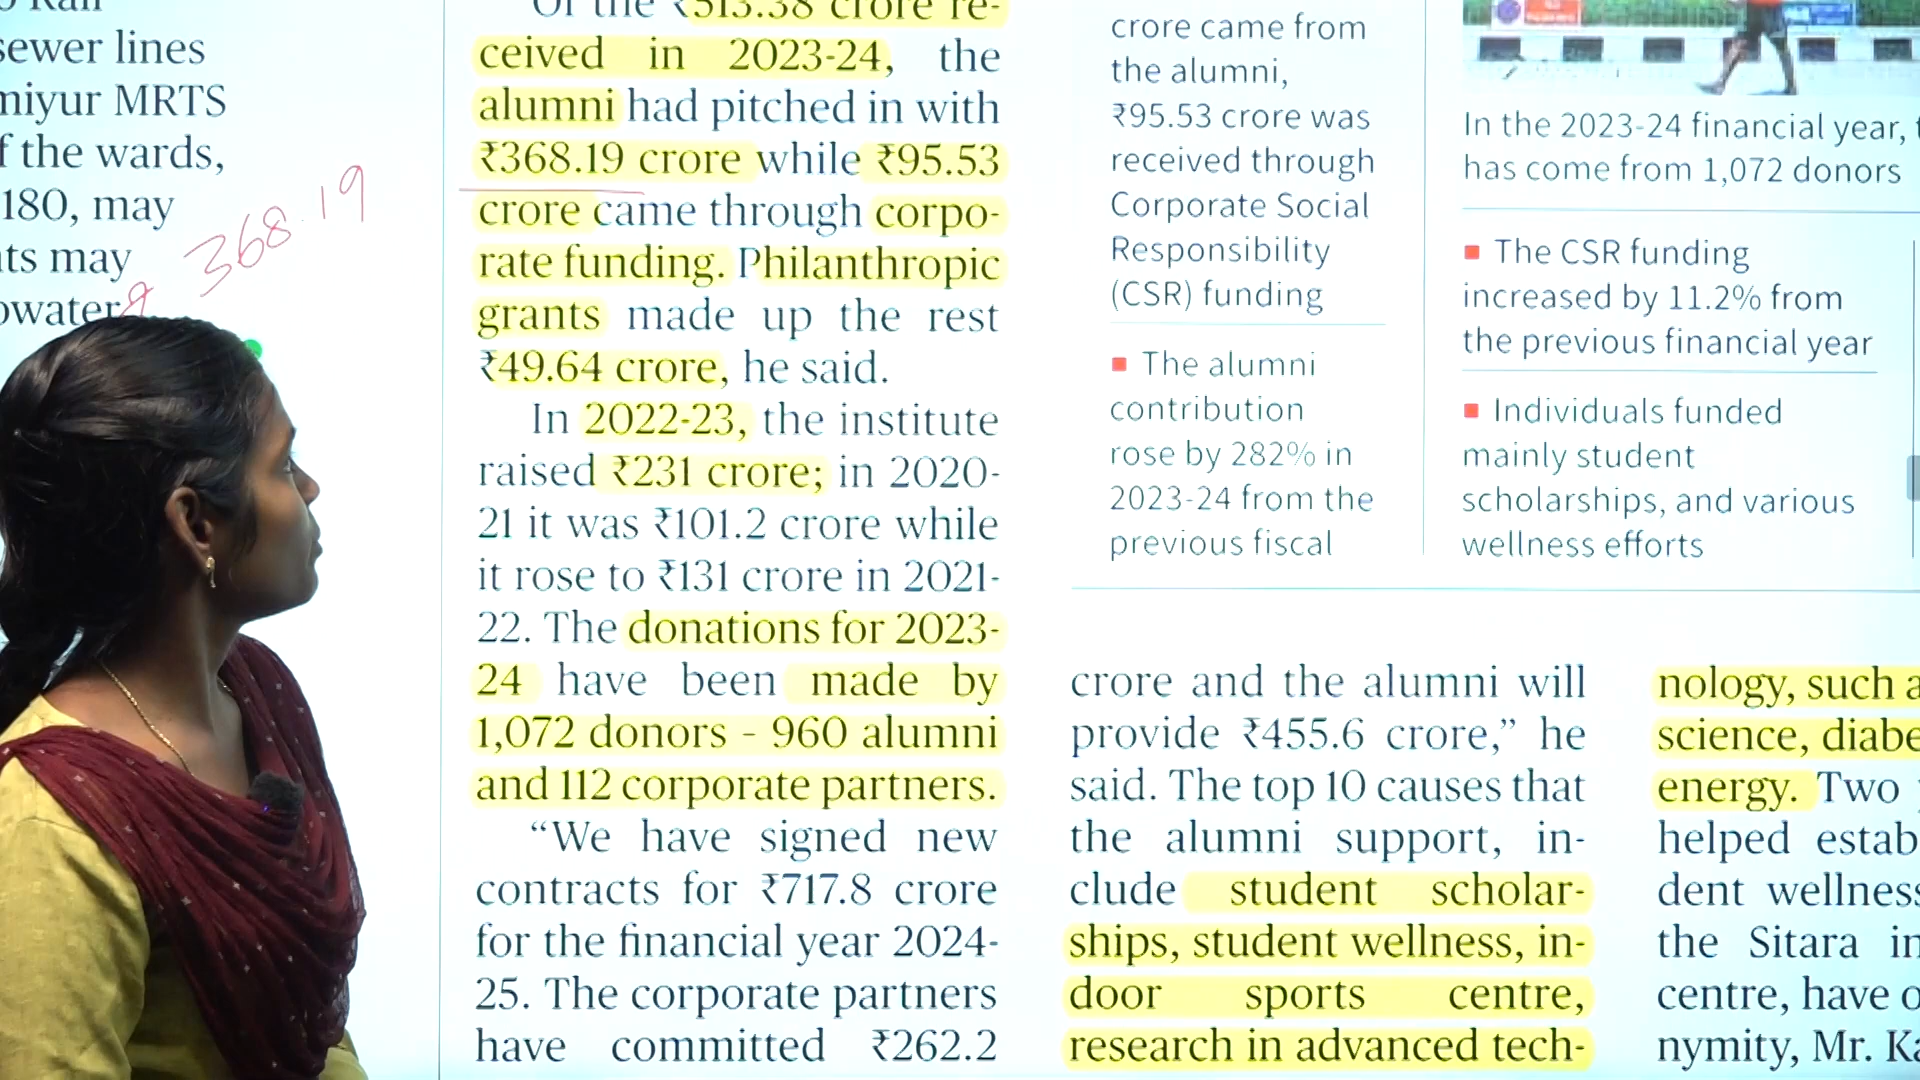 sewer lines
miyur MRTS
f the wards,
180, may
ts may
owater
₹ 368.19
Of the ₹513.38 crore re-
ceived in 2023-24, the
alumni had pitched in with
₹368.19 crore while ₹95.53
crore came through corpo-
rate funding. Philanthropic
grants made up the rest
₹49.64 crore, he said.
In 2022-23, the institute
raised ₹231 crore; in 2020-
21 it was ₹101.2 crore while
it rose to ₹131 crore in 2021-
22. The donations for 2023-
24 have been made by
1,072 donors - 960 alumni
and 112 corporate partners.
“We have signed new
contracts for ₹717.8 crore
for the financial year 2024-
25. The corporate partners
have committed ₹262.2
crore came from
the alumni,
₹95.53 crore was
received through
Corporate Social
Responsibility
(CSR) funding
The alumni
contribution
rose by 282% in
2023-24 from the
previous fiscal
In the 2023-24 financial year,
has come from 1,072 donors
The CSR funding
increased by 11.2% from
the previous financial year
Individuals funded
mainly student
scholarships, and various
wellness efforts
crore and the alumni will
provide ₹455.6 crore,” he
said. The top 10 causes that
the alumni support, in-
clude student scholar-
ships, student wellness, in-
door sports centre,
research in advanced tech-
nology, such a
science, diabe
energy. Two
helped estab
dent wellness
the Sitara in
centre, have o
nymity, Mr. Ka